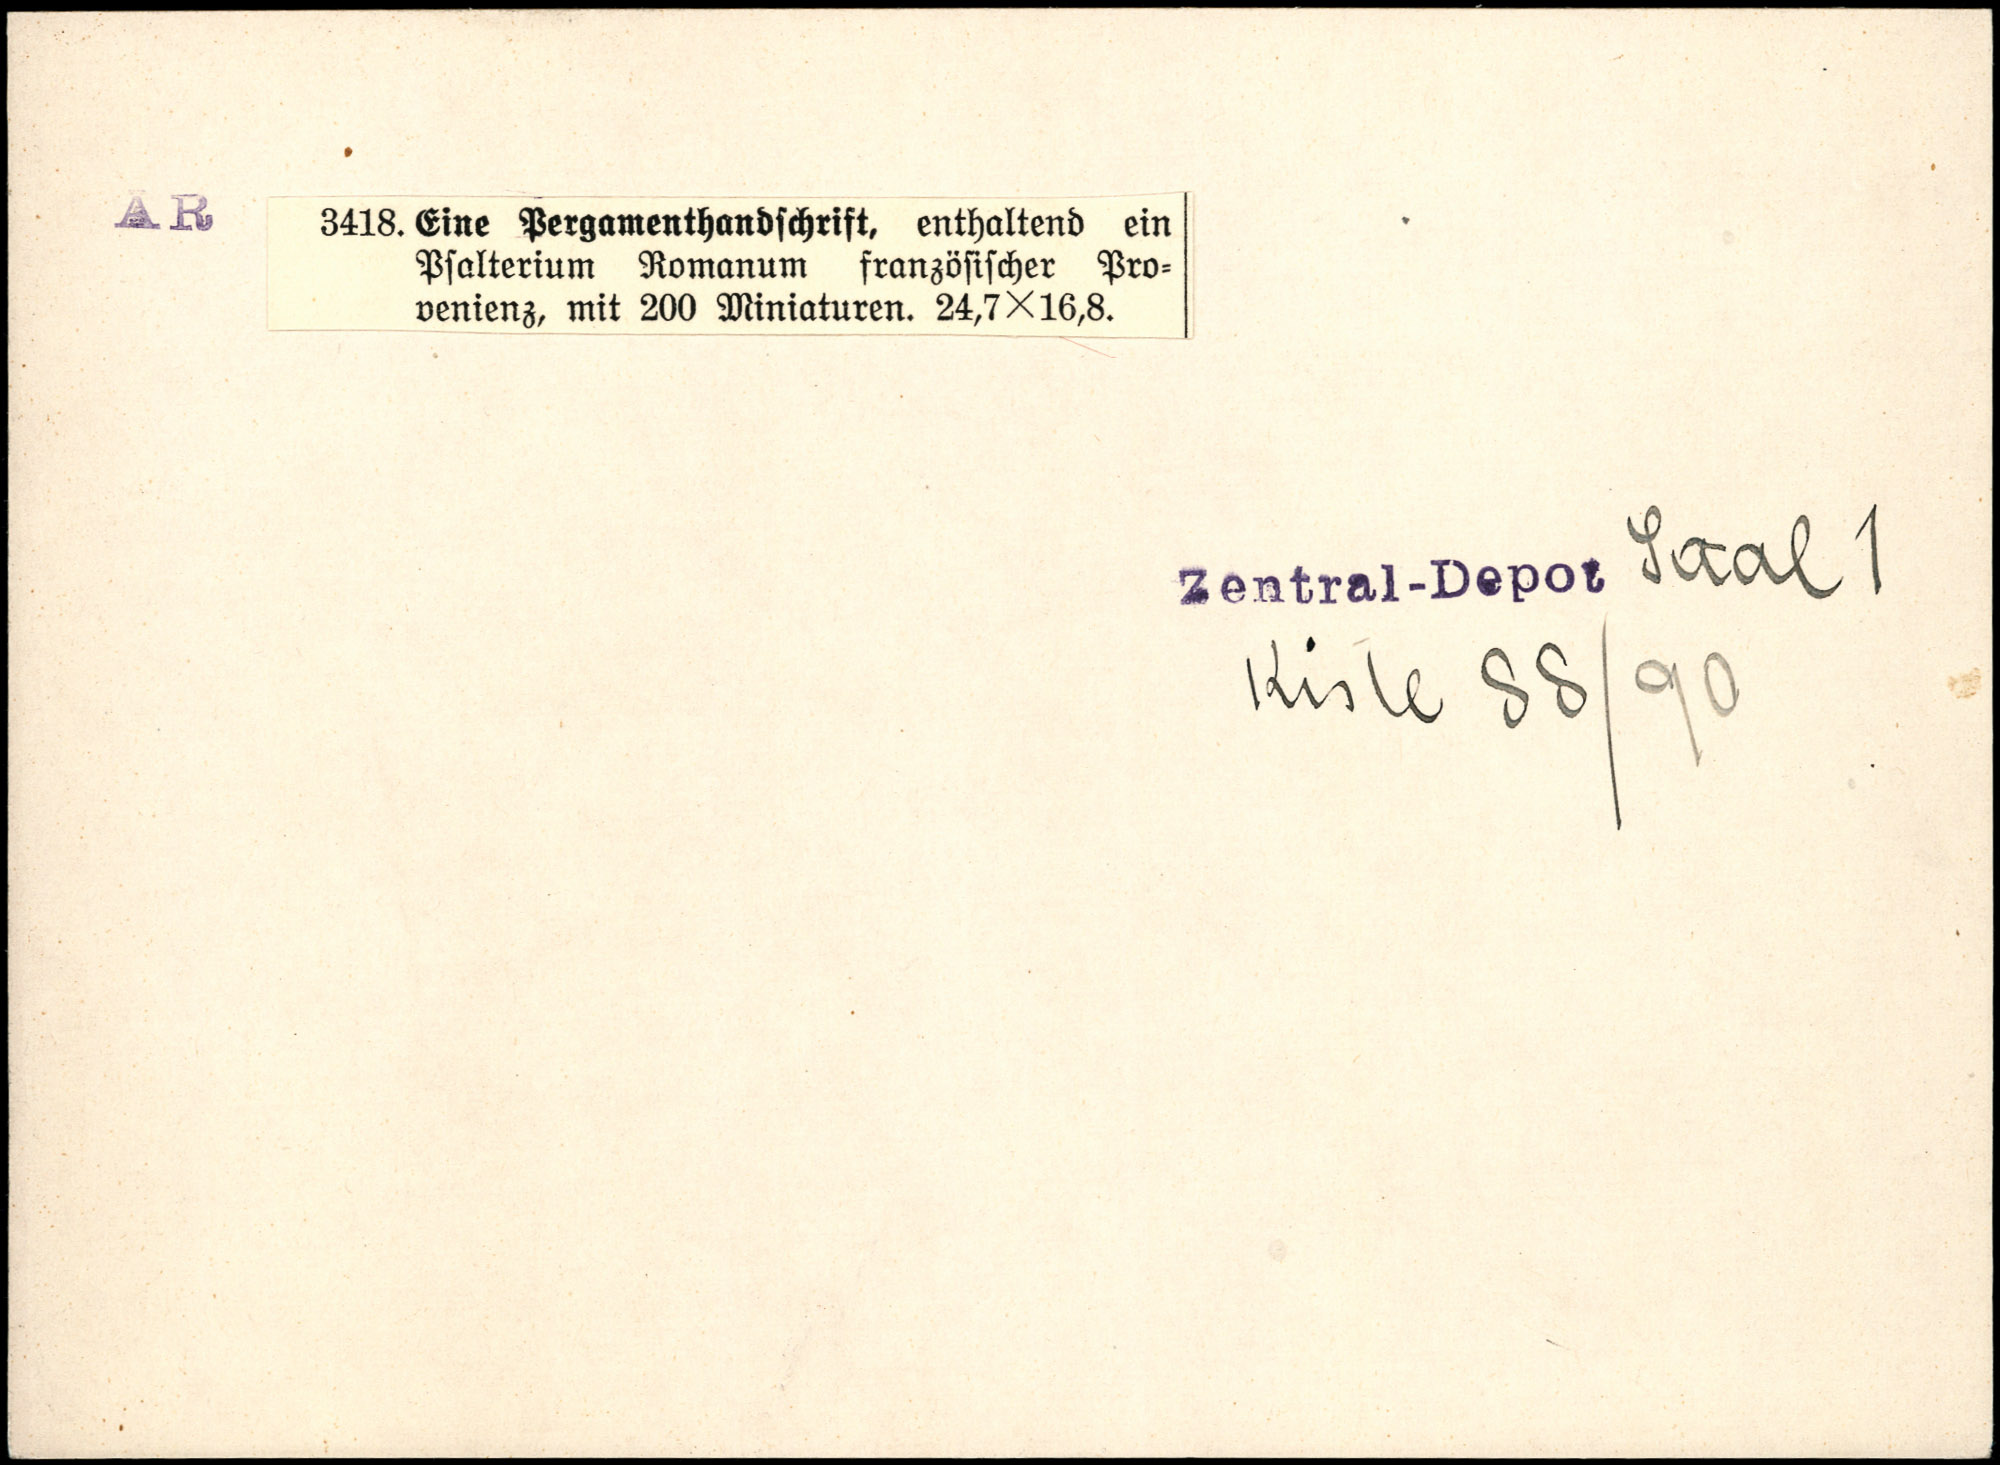 AR
3418. Eine Pergamenthandſchrift, enthaltend ein
Pſalterium Romanum franzöſiſcher Pro-
venienz, mit 200 Miniaturen. 24,7×16,8.
Zentral-Depot Saal 1
Kiste 88/90